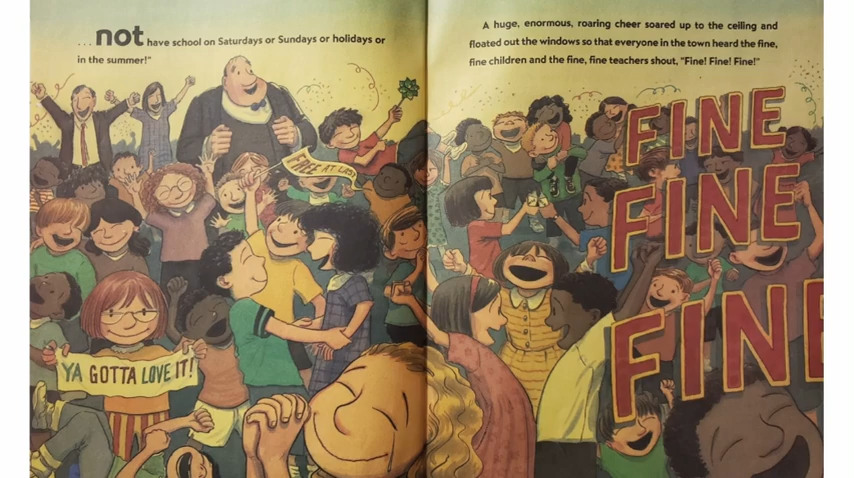 ... not have school on Saturdays or Sundays or holidays or
in the summer!"
FREE AT LAST
YA GOTTA LOVE IT!
A huge, enormous, roaring cheer soared up to the ceiling and
floated out the windows so that everyone in the town heard the fine,
fine children and the fine, fine teachers shout, "Fine! Fine! Fine!"
FINE
FINE
FINE